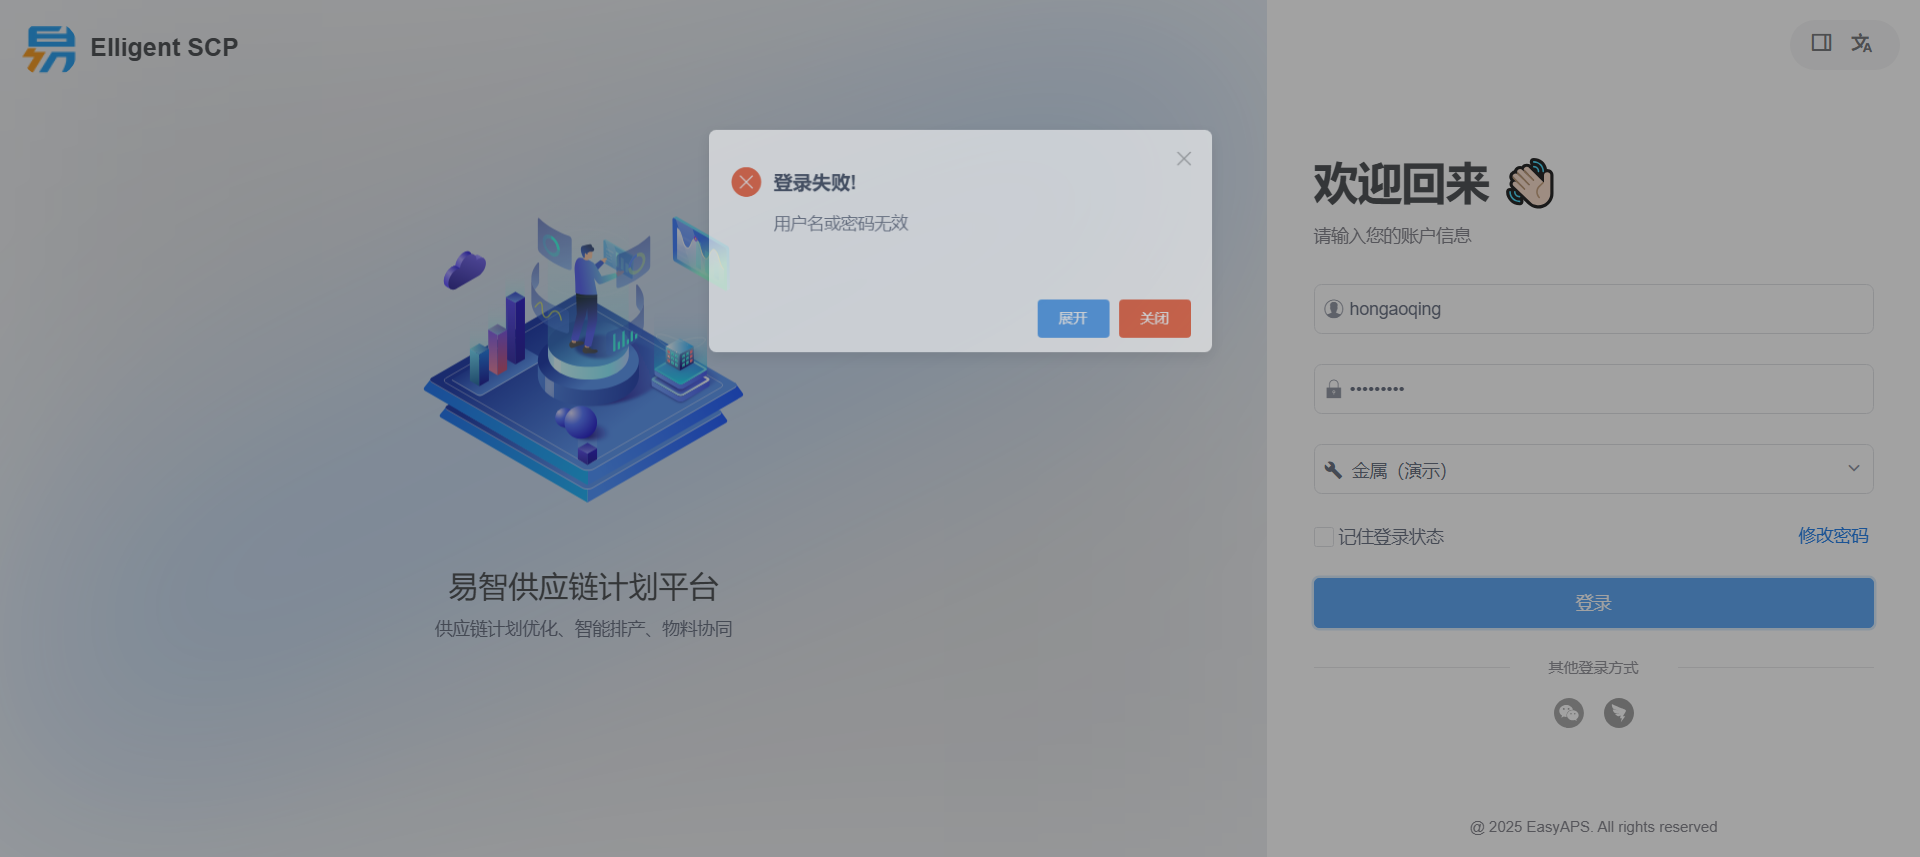 Elligent SCP
登录失败!
用户名或密码无效
展开
关闭
易智供应链计划平台
供应链计划优化、智能排产、物料协同
欢迎回来
请输入您的账户信息
hongaoqing
•••••••••
金属（演示）
记住登录状态
修改密码
登录
其他登录方式
@ 2025 EasyAPS. All rights reserved